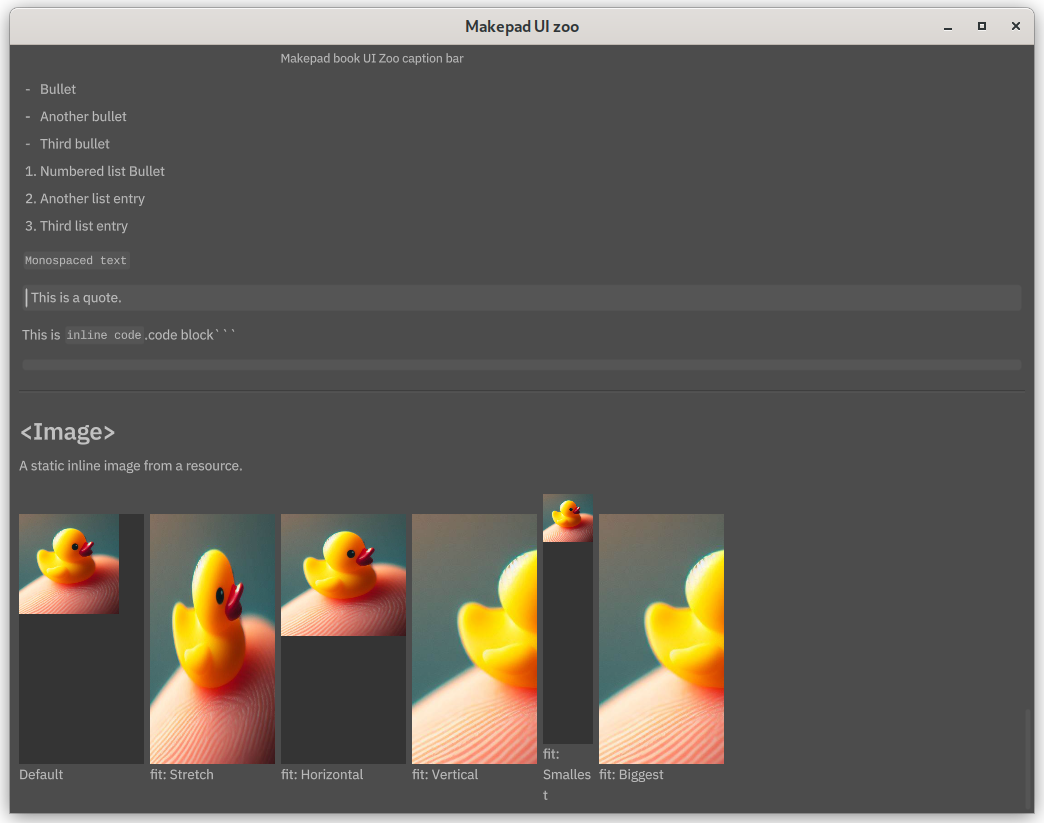 Makepad UI zoo
Makepad book UI Zoo caption bar
- Bullet
- Another bullet
- Third bullet
1. Numbered list Bullet
2. Another list entry
3. Third list entry
Monospaced text
This is a quote.
This is inline code.code block```
<Image>
A static inline image from a resource.
Default
fit: Stretch
fit: Horizontal
fit: Vertical
fit:
Smalles
t
fit: Biggest